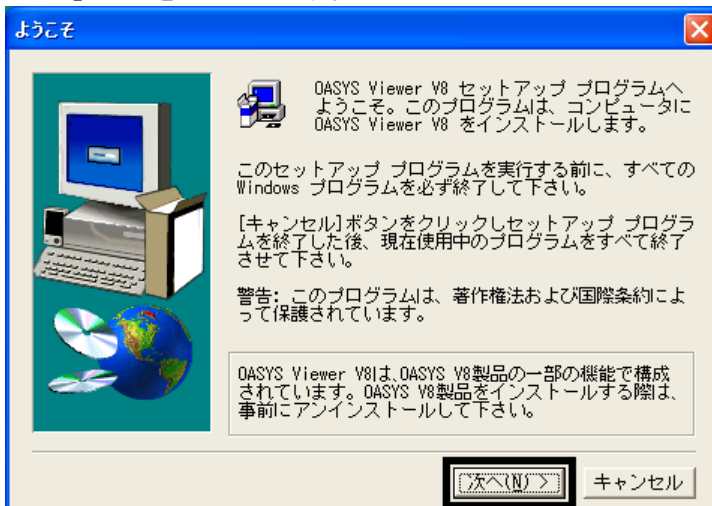 ようこそ
OASYS Viewer V8 セットアップ プログラムへ
ようこそ。このプログラムは、コンピュータに
OASYS Viewer V8 をインストールします。
このセットアップ プログラムを実行する前に、すべての
Windows プログラムを必ず終了して下さい。
[キャンセル]ボタンをクリックしセットアップ プログラ
ムを終了した後、現在使用中のプログラムをすべて終了
させて下さい。
警告: このプログラムは、著作権法および国際条約によ
って保護されています。
OASYS Viewer V8は、OASYS V8製品の一部の機能で構成
されています。OASYS V8製品をインストールする際は、
事前にアンインストールして下さい。
次へ(N) >
キャンセル